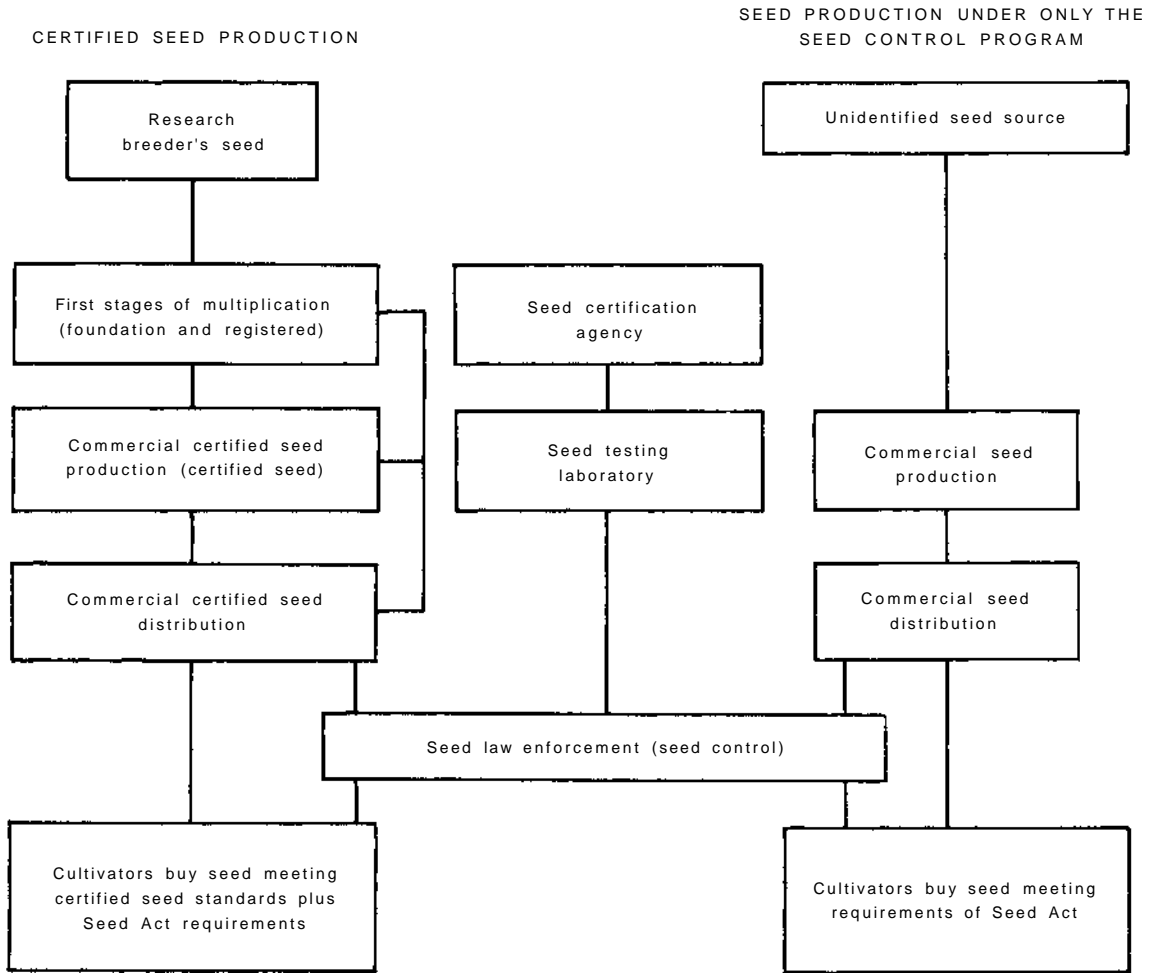 CERTIFIED SEED PRODUCTION
SEED PRODUCTION UNDER ONLY THE
SEED CONTROL PROGRAM
Research
breeder's seed
Unidentified seed source
First stages of multiplication
(foundation and registered)
Seed certification
agency
Commercial certified seed
production (certified seed)
Seed testing
laboratory
Commercial seed
production
Commercial certified seed
distribution
Commercial seed
distribution
Seed law enforcement (seed control)
Cultivators buy seed meeting
certified seed standards plus
Seed Act requirements
Cultivators buy seed meeting
requirements of Seed Act